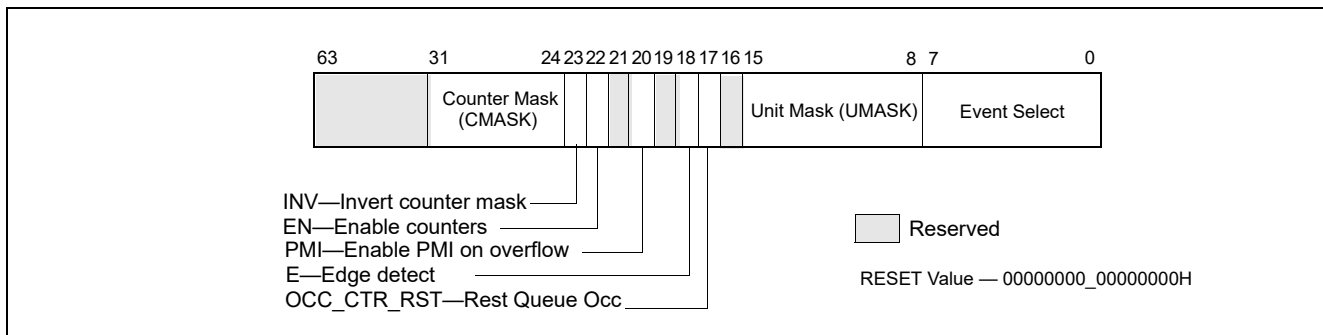 63 31 24 23 22 21 20 19 18 17 16 15 8 7 0
Counter Mask
(CMASK)
Unit Mask (UMASK)
Event Select
INV—Invert counter mask
EN—Enable counters
PMI—Enable PMI on overflow
E—Edge detect
OCC_CTR_RST—Rest Queue Occ
Reserved
RESET Value — 00000000_00000000H